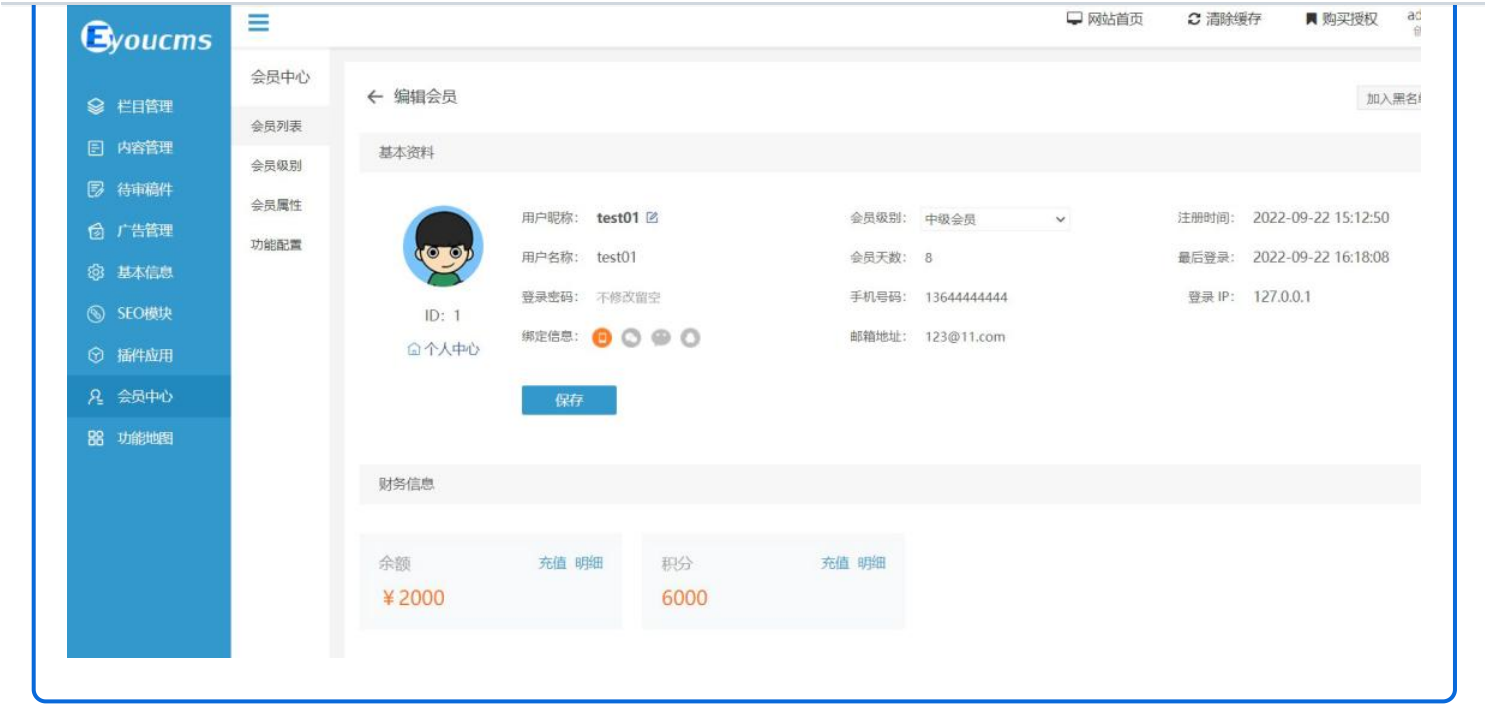 Eyoucms
网站首页
清除缓存
购买授权
栏目管理
内容管理
待审稿件
广告管理
基本信息
SEO模块
插件应用
会员中心
功能地图
会员中心
会员列表
会员级别
会员属性
功能配置
编辑会员
加入黑名
基本资料
ID: 1
个人中心
用户昵称: test01
会员级别: 中级会员
注册时间: 2022-09-22 15:12:50
用户名称: test01
会员天数: 8
最后登录: 2022-09-22 16:18:08
登录密码: 不修改留空
手机号码: 13644444444
登录 IP: 127.0.0.1
绑定信息:
邮箱地址: 123@11.com
保存
财务信息
余额 充值 明细
¥2000
积分 充值 明细
6000